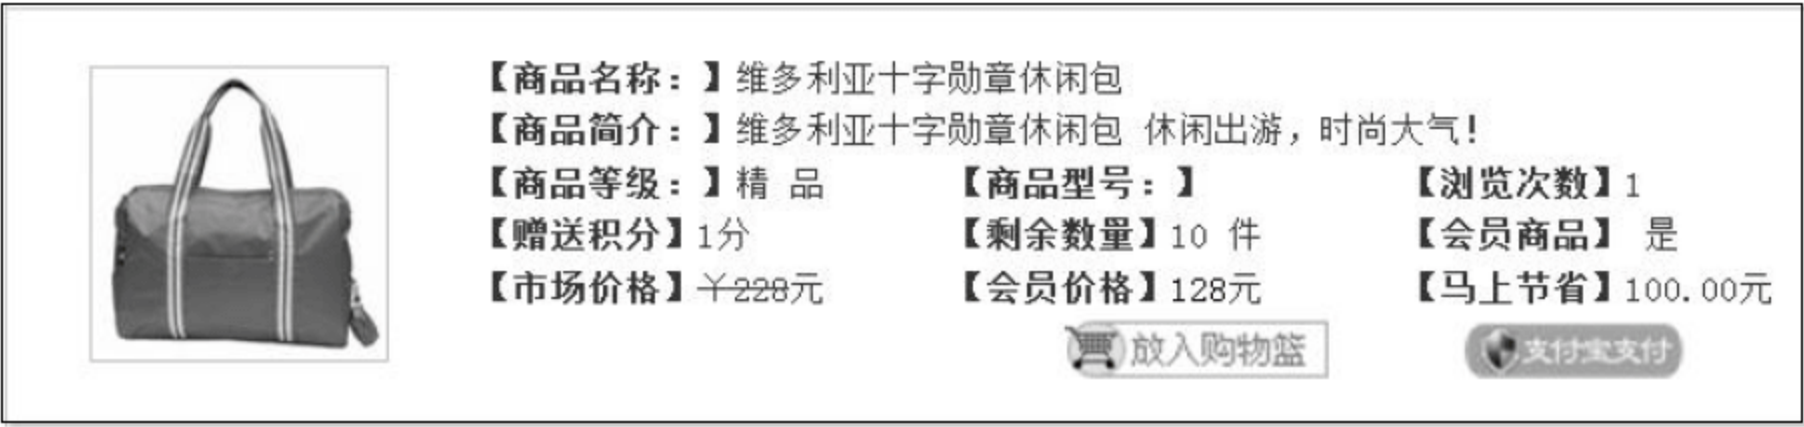 【商品名称：】维多利亚十字勋章休闲包
【商品简介：】维多利亚十字勋章休闲包 休闲出游，时尚大气！
【商品等级：】精 品 【商品型号：】 【浏览次数】1
【赠送积分】1分 【剩余数量】10 件 【会员商品】 是
【市场价格】￥228元 【会员价格】128元 【马上节省】100.00元
放入购物篮 支付宝支付